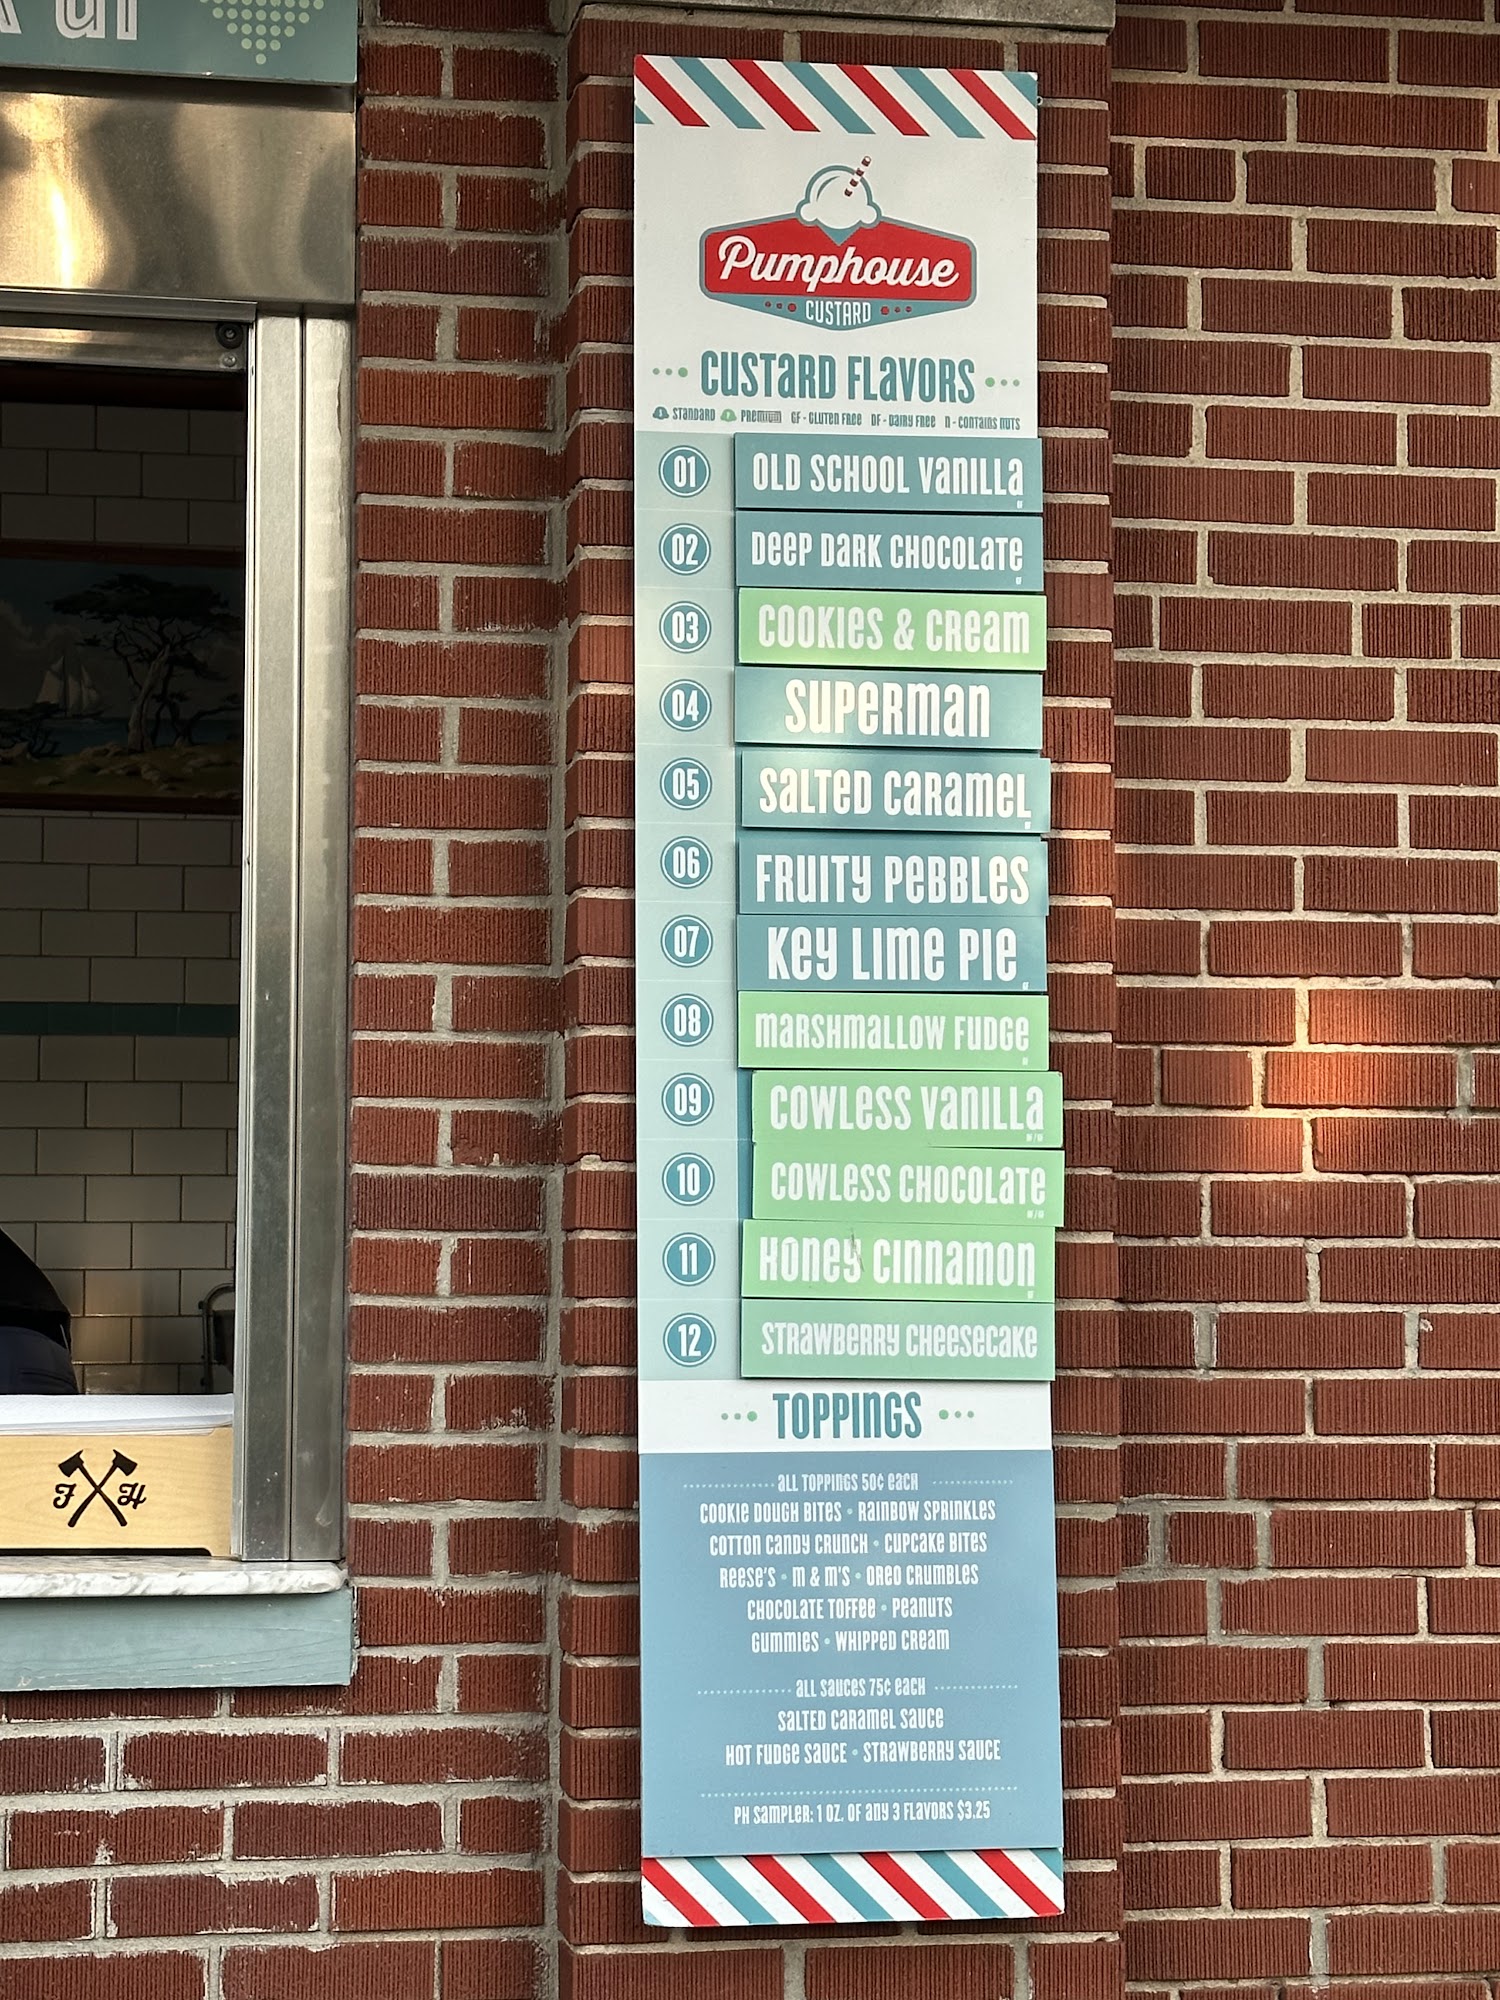 Pumphouse
CUSTARD
CUSTARD FLAVORS
STANDARD PREMIUM GF - GLUTEN FREE DF - DAIRY FREE N - CONTAINS NUTS
01 OLD SCHOOL VANILLA
02 DEEP DARK CHOCOLATE
03 COOKIES & CREAM
04 SUPERMAN
05 SALTED CARAMEL
06 FRUITY PEBBLES
07 KEY LIME PIE
08 MARSHMALLOW FUDGE
09 COWLESS VANILLA
10 COWLESS CHOCOLATE
11 HONEY CINNAMON
12 STRAWBERRY CHEESECAKE
TOPPINGS
ALL TOPPINGS 50¢ EACH
COOKIE DOUGH BITES • RAINBOW SPRINKLES
COTTON CANDY CRUNCH • CUPCAKE BITES
REESE'S • M & M'S • OREO CRUMBLES
CHOCOLATE TOFFEE • PEANUTS
GUMMIES • WHIPPED CREAM
ALL SAUCES 75¢ EACH
SALTED CARAMEL SAUCE
HOT FUDGE SAUCE • STRAWBERRY SAUCE
PH SAMPLER: 1 OZ. OF ANY 3 FLAVORS $3.25
F H